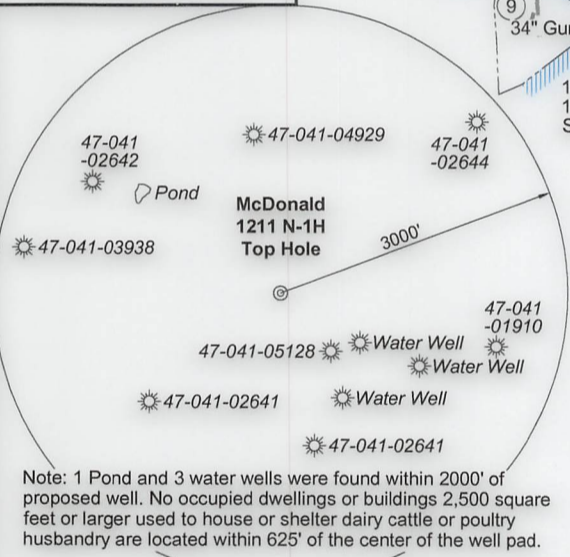 9
34" Gu
1
1
S
47-041
-02642
47-041-04929
47-041
-02644
Pond
McDonald
1211 N-1H
Top Hole
3000'
47-041-03938
47-041
-01910
47-041-05128
Water Well
Water Well
47-041-02641
Water Well
47-041-02641
Note: 1 Pond and 3 water wells were found within 2000' of
proposed well. No occupied dwellings or buildings 2,500 square
feet or larger used to house or shelter dairy cattle or poultry
husbandry are located within 625' of the center of the well pad.